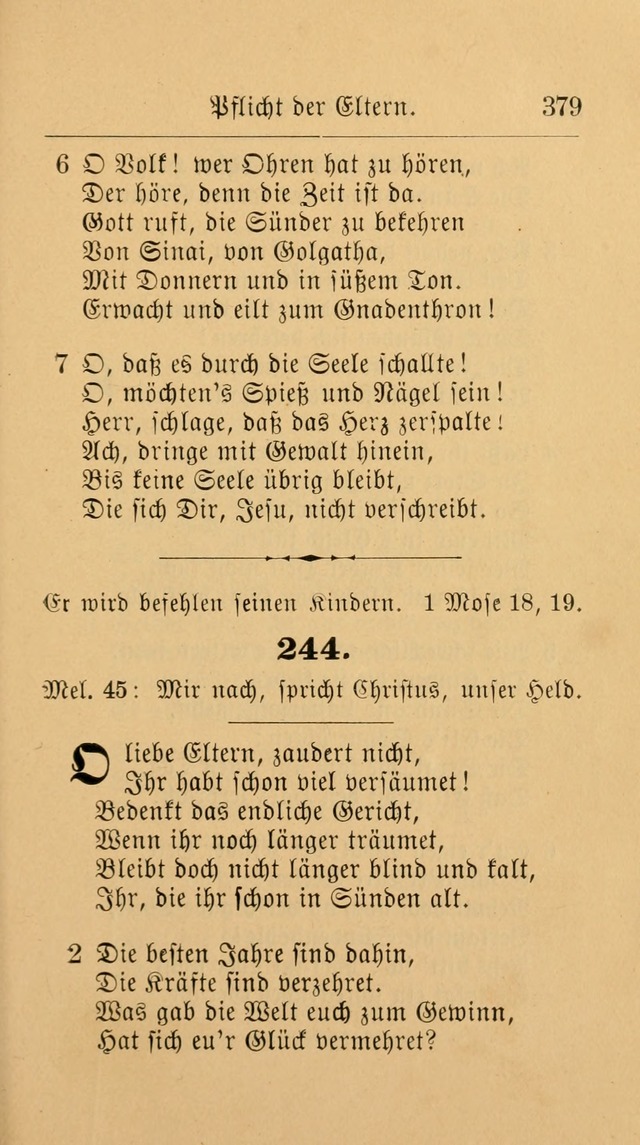 Pflicht der Eltern. 379
6 O Volk! wer Ohren hat zu hören,
Der höre, denn die Zeit ist da.
Gott ruft, die Sünder zu bekehren
Von Sinai, von Golgatha,
Mit Donnern und in süßem Ton.
Erwacht und eilt zum Gnadenthron!
7 O, daß es durch die Seele schallte!
O, möchten's Spieß und Nägel sein!
Herr, schlage, daß das Herz zerspalte!
Ach, bringe mit Gewalt hinein,
Bis keine Seele übrig bleibt,
Die sich Dir, Jesu, nicht verschreibt.
Er wird befehlen seinen Kindern. 1 Mose 18, 19.
244.
Mel. 45: Mir nach, spricht Christus, unser Held.
O liebe Eltern, zaudert nicht,
Ihr habt schon viel versäumet!
Bedenkt das endliche Gericht,
Wenn ihr noch länger träumet,
Bleibt doch nicht länger blind und kalt,
Ihr, die ihr schon in Sünden alt.
2 Die besten Jahre sind dahin,
Die Kräfte sind verzehret.
Was gab die Welt euch zum Gewinn,
Hat sich eu'r Glück vermehret?